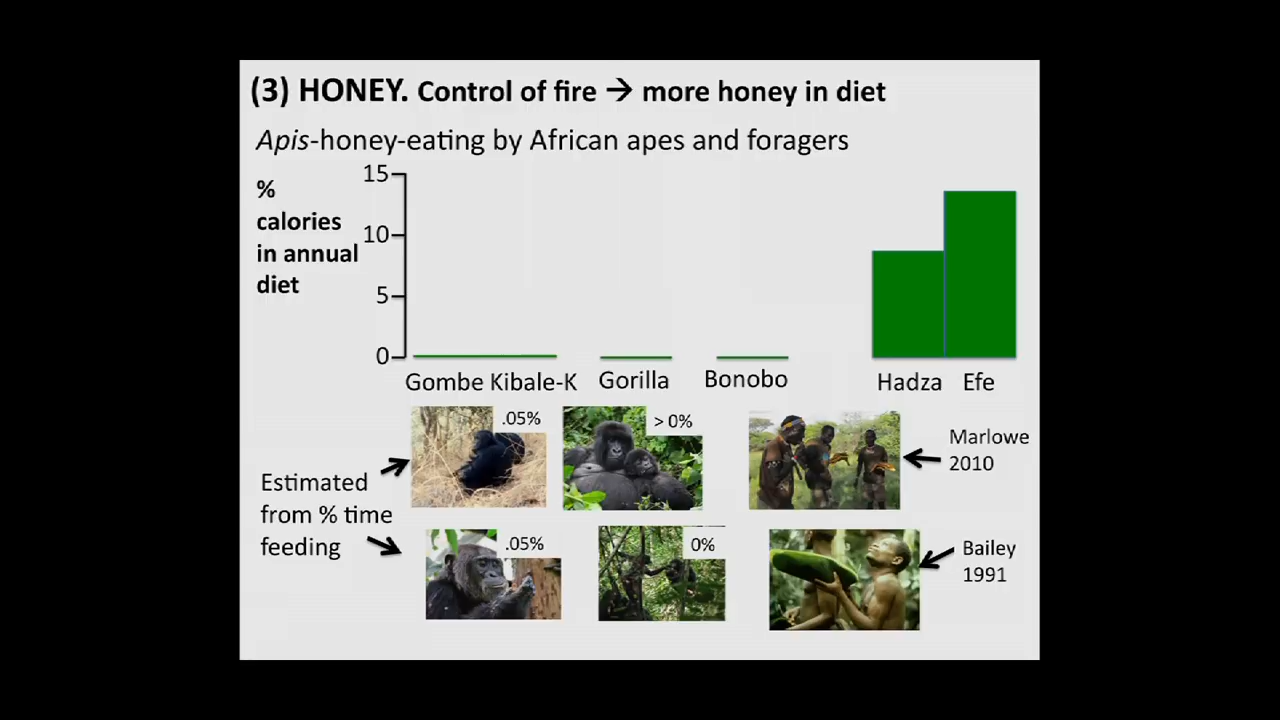 (3) HONEY. Control of fire → more honey in diet
Apis-honey-eating by African apes and foragers
%
calories
in annual
diet
15
10
5
0
Gombe Kibale-K Gorilla Bonobo Hadza Efe
.05%
> 0%
Marlowe
2010
Estimated
from % time
feeding
.05%
0%
Bailey
1991